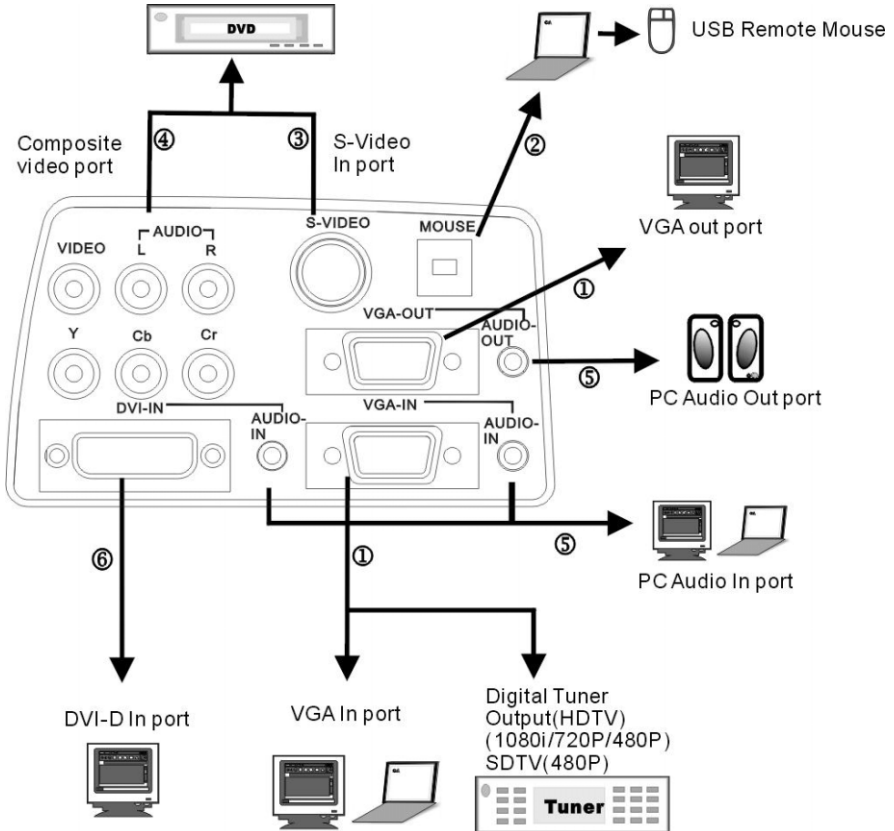 DVD
USB Remote Mouse
④
③
②
Composite
video port
S-Video
In port
VGA out port
S-VIDEO
MOUSE
VIDEO
AUDIO
L
R
①
VGA-OUT
AUDIO-
OUT
Y
Cb
Cr
⑤
PC Audio Out port
DVI-IN
AUDIO-
IN
VGA-IN
AUDIO-
IN
⑥
①
⑤
PC Audio In port
DVI-D In port
VGA In port
Digital Tuner
Output(HDTV)
(1080i/720P/480P)
SDTV(480P)
Tuner